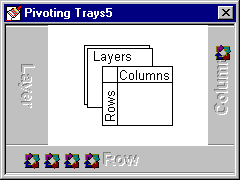 Pivoting Trays5
Layer
Layers
Columns
Rows
Column
Row